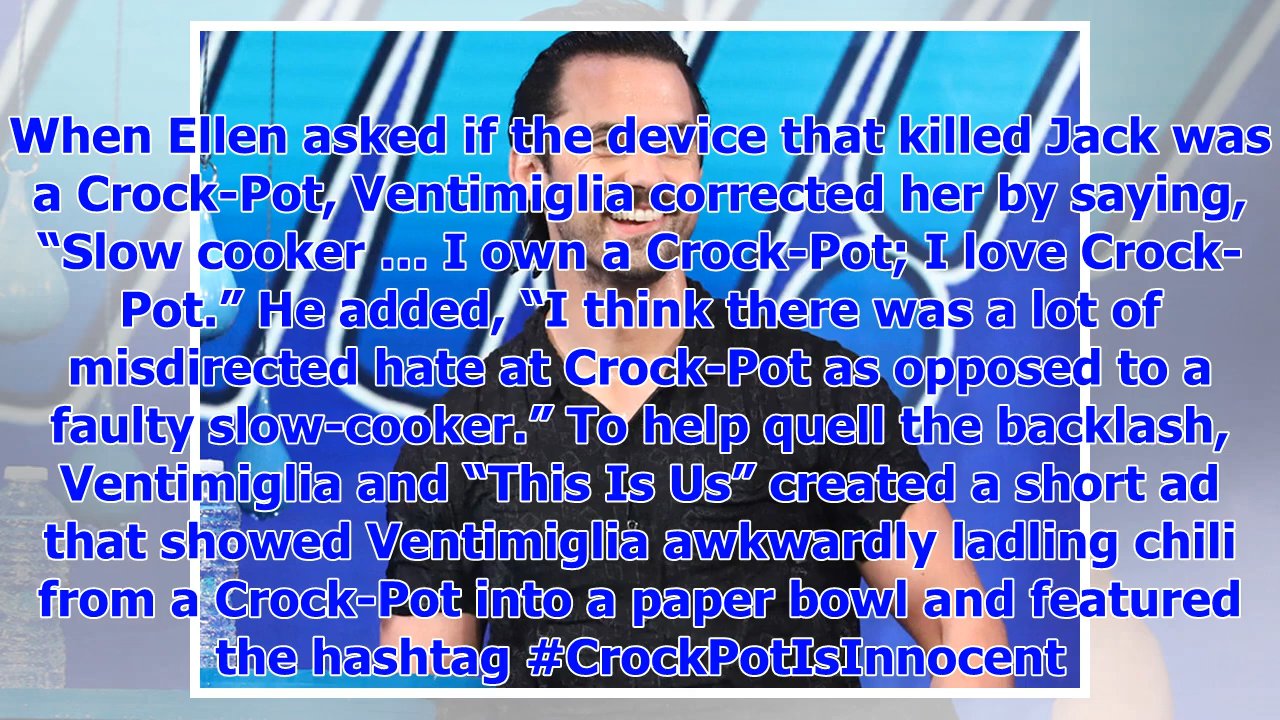 When Ellen asked if the device that killed Jack was
a Crock-Pot, Ventimiglia corrected her by saying,
“Slow cooker ... I own a Crock-Pot; I love Crock-
Pot.” He added, “I think there was a lot of
misdirected hate at Crock-Pot as opposed to a
faulty slow-cooker.” To help quell the backlash,
Ventimiglia and “This Is Us” created a short ad
that showed Ventimiglia awkwardly ladling chili
from a Crock-Pot into a paper bowl and featured
the hashtag #CrockPotIsInnocent